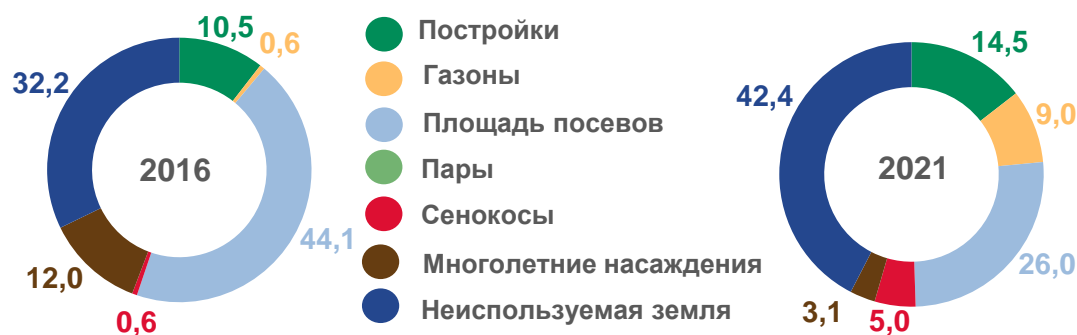 10,5
0,6
32,2
2016
44,1
12,0
0,6
Постройки
Газоны
Площадь посевов
Пары
Сенокосы
Многолетние насаждения
Неиспользуемая земля
14,5
42,4
9,0
2021
26,0
3,1
5,0